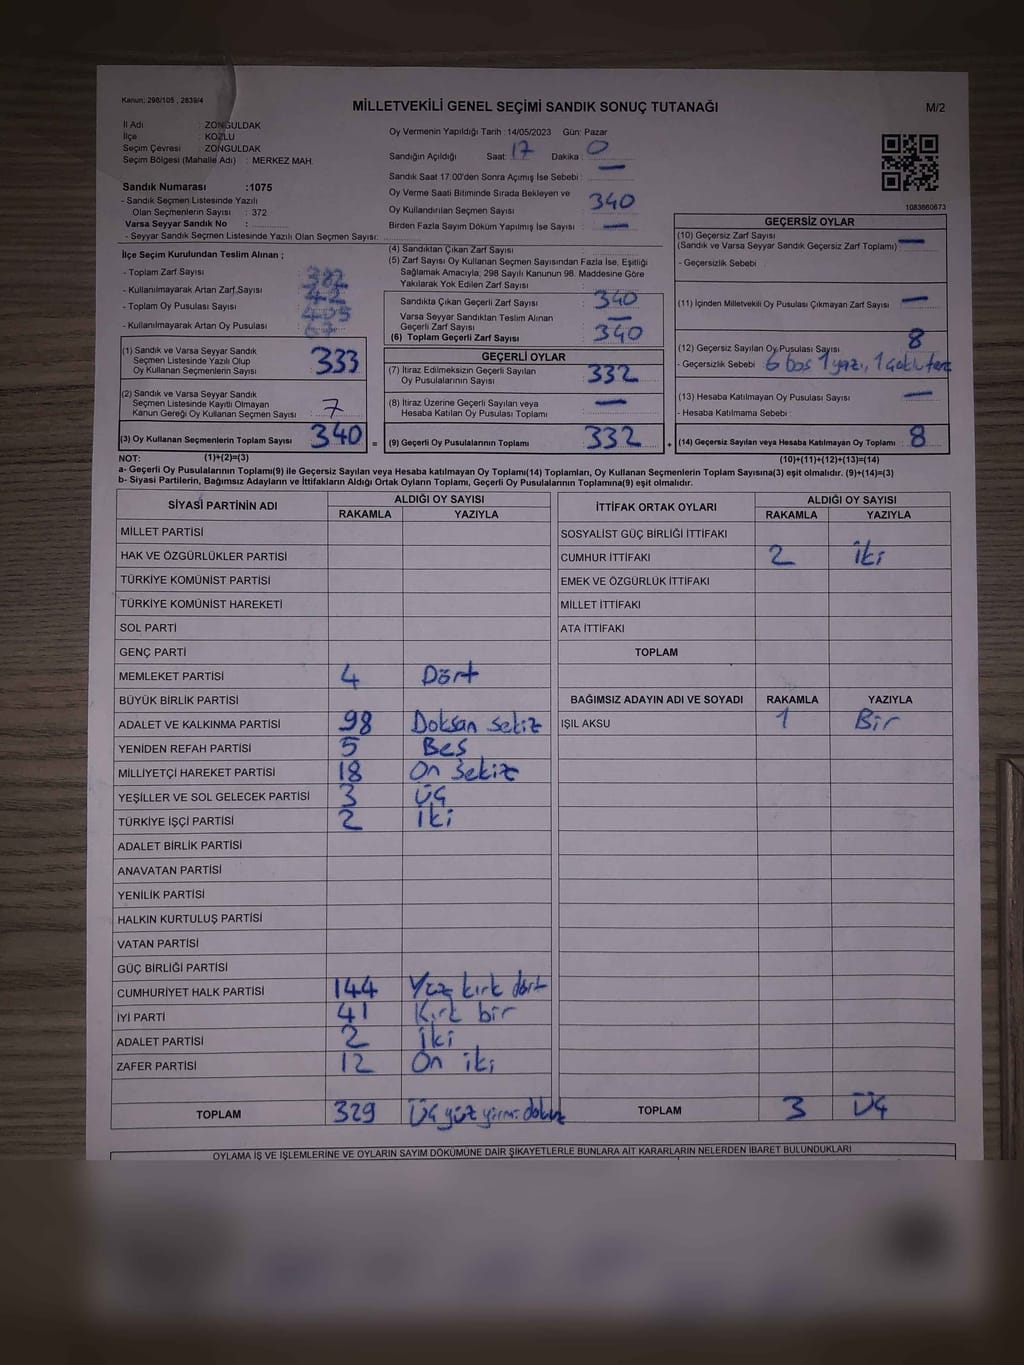 Kanun; 298/105 , 2839/4
MİLLETVEKİLİ GENEL SEÇİMİ SANDIK SONUÇ TUTANAĞI
M/2
İl Adı : ZONGULDAK
İlçe : KOZLU
Seçim Çevresi : ZONGULDAK
Seçim Bölgesi (Mahalle Adı) : MERKEZ MAH.
Sandık Numarası :1075
- Sandık Seçmen Listesinde Yazılı
Olan Seçmenlerin Sayısı : 372
Varsa Seyyar Sandık No :
- Seyyar Sandık Seçmen Listesinde Yazılı Olan Seçmen Sayısı:
Oy Vermenin Yapıldığı Tarih : 14/05/2023 Gün: Pazar
Sandığın Açıldığı Saat: 17 Dakika : 0
Sandık Saat 17:00'den Sonra Açımış İse Sebebi : —
Oy Verme Saati Bitiminde Sırada Bekleyen ve
Oy Kullandırılan Seçmen Sayısı : 340
Birden Fazla Sayım Döküm Yapılmış İse Sayısı : —
1083660673
İlçe Seçim Kurulundan Teslim Alınan ;
- Toplam Zarf Sayısı : 382
- Kullanılmayarak Artan Zarf Sayısı : 42
- Toplam Oy Pusulası Sayısı : 405
- Kullanılmayarak Artan Oy Pusulası :
(1) Sandık ve Varsa Seyyar Sandık
Seçmen Listesinde Yazılı Olup
Oy Kullanan Seçmenlerin Sayısı : 333
(2) Sandık ve Varsa Seyyar Sandık
Seçmen Listesinde Kayıtlı Olmayan
Kanun Gereği Oy Kullanan Seçmen Sayısı : 7
(3) Oy Kullanan Seçmenlerin Toplam Sayısı : 340 =
(4) Sandıktan Çıkan Zarf Sayısı :
(5) Zarf Sayısı Oy Kullanan Seçmen Sayısından Fazla İse, Eşitliği
Sağlamak Amacıyla; 298 Sayılı Kanunun 98. Maddesine Göre
Yakılarak Yok Edilen Zarf Sayısı :
Sandıkta Çıkan Geçerli Zarf Sayısı : 340
Varsa Seyyar Sandıktan Teslim Alınan
Geçerli Zarf Sayısı : —
(6) Toplam Geçerli Zarf Sayısı : 340
GEÇERLİ OYLAR
(7) İtiraz Edilmeksizin Geçerli Sayılan
Oy Pusulalarının Sayısı : 332
(8) İtiraz Üzerine Geçerli Sayılan veya
Hesaba Katılan Oy Pusulası Toplamı : —
(9) Geçerli Oy Pusulalarının Toplamı : 332 +
GEÇERSİZ OYLAR
(10) Geçersiz Zarf Sayısı : —
(Sandık ve Varsa Seyyar Sandık Geçersiz Zarf Toplamı)
- Geçersizlik Sebebi :
(11) İçinden Milletvekili Oy Pusulası Çıkmayan Zarf Sayısı : —
(12) Geçersiz Sayılan Oy Pusulası Sayısı : 8
- Geçersizlik Sebebi : 6 boş 1 yazı, 1
(13) Hesaba Katılmayan Oy Pusulası Sayısı : —
- Hesaba Katılmama Sebebi :
(14) Geçersiz Sayılan veya Hesaba Katılmayan Oy Toplamı : 8
NOT: (1)+(2)=(3) (10)+(11)+(12)+(13)=(14)
a- Geçerli Oy Pusulalarının Toplamı(9) ile Geçersiz Sayılan veya Hesaba katılmayan Oy Toplamı(14) Toplamları, Oy Kullanan Seçmenlerin Toplam Sayısına(3) eşit olmalıdır. (9)+(14)=(3)
b- Siyasi Partilerin, Bağımsız Adayların ve İttifakların Aldığı Ortak Oyların Toplamı, Geçerli Oy Pusulalarının Toplamına(9) eşit olmalıdır.
SİYASİ PARTİNİN ADI ALDIĞI OY SAYISI
RAKAMLA YAZIYLA
MİLLET PARTİSİ
HAK VE ÖZGÜRLÜKLER PARTİSİ
TÜRKİYE KOMÜNİST PARTİSİ
TÜRKİYE KOMÜNİST HAREKETİ
SOL PARTİ
GENÇ PARTİ
MEMLEKET PARTİSİ 4 Dört
BÜYÜK BİRLİK PARTİSİ
ADALET VE KALKINMA PARTİSİ 98 Doksan sekiz
YENİDEN REFAH PARTİSİ 5 Beş
MİLLİYETÇİ HAREKET PARTİSİ 18 On Sekiz
YEŞİLLER VE SOL GELECEK PARTİSİ 3 Üç
TÜRKİYE İŞÇİ PARTİSİ 2 İki
ADALET BİRLİK PARTİSİ
ANAVATAN PARTİSİ
YENİLİK PARTİSİ
HALKIN KURTULUŞ PARTİSİ
VATAN PARTİSİ
GÜÇ BİRLİĞİ PARTİSİ
CUMHURİYET HALK PARTİSİ 144 Yüz kırk dört
İYİ PARTİ 41 Kırk bir
ADALET PARTİSİ 2 İki
ZAFER PARTİSİ 12 On iki
TOPLAM 329 Üç yüz yirmi dokuz
İTTİFAK ORTAK OYLARI ALDIĞI OY SAYISI
RAKAMLA YAZIYLA
SOSYALİST GÜÇ BİRLİĞİ İTTİFAKI
CUMHUR İTTİFAKI 2 İki
EMEK VE ÖZGÜRLÜK İTTİFAKI
MİLLET İTTİFAKI
ATA İTTİFAKI
TOPLAM
BAĞIMSIZ ADAYIN ADI VE SOYADI RAKAMLA YAZIYLA
IŞIL AKSU 1 Bir
TOPLAM 3 Üç
OYLAMA İŞ VE İŞLEMLERİNE VE OYLARIN SAYIM DÖKÜMÜNE DAİR ŞİKAYETLERLE BUNLARA AİT KARARLARIN NELERDEN İBARET BULUNDUKLARI